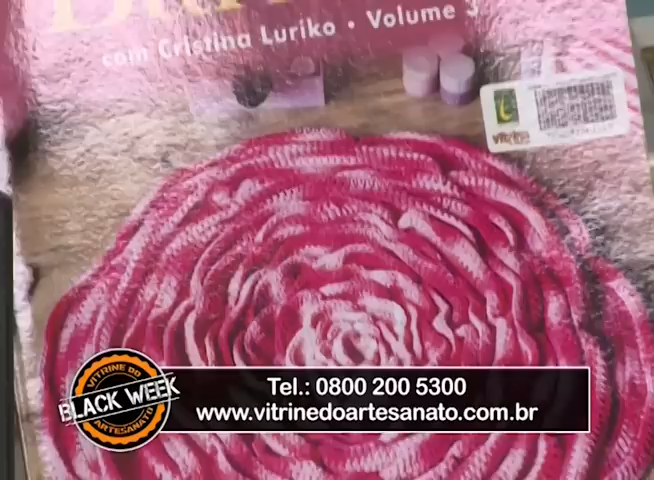 com Cristina Luriko • Volume 3
VITRINE DO
BLACK WEEK
ARTESANATO
Tel.: 0800 200 5300
www.vitrinedoartesanato.com.br